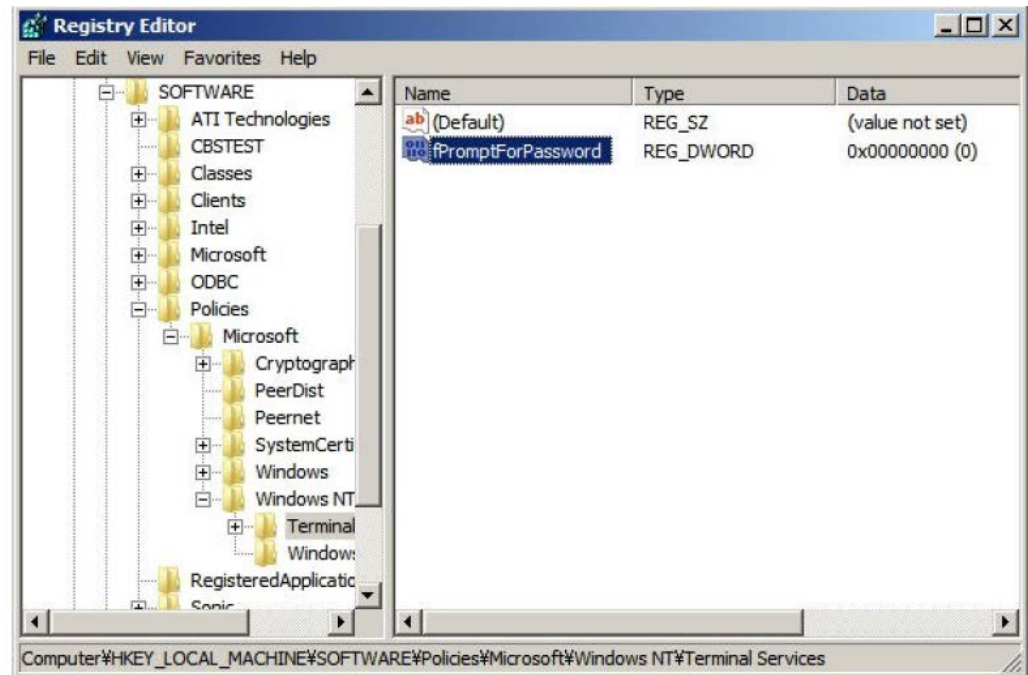 Registry Editor
File Edit View Favorites Help
SOFTWARE
ATI Technologies
CBSTEST
Classes
Clients
Intel
Microsoft
ODBC
Policies
Microsoft
Cryptograph
PeerDist
Peernet
SystemCerti
Windows
Windows NT
Terminal
Windows
RegisteredApplicatio
Sonic
Name Type Data
ab (Default) REG_SZ (value not set)
fPromptForPassword REG_DWORD 0x00000000 (0)
Computer¥HKEY_LOCAL_MACHINE¥SOFTWARE¥Policies¥Microsoft¥Windows NT¥Terminal Services